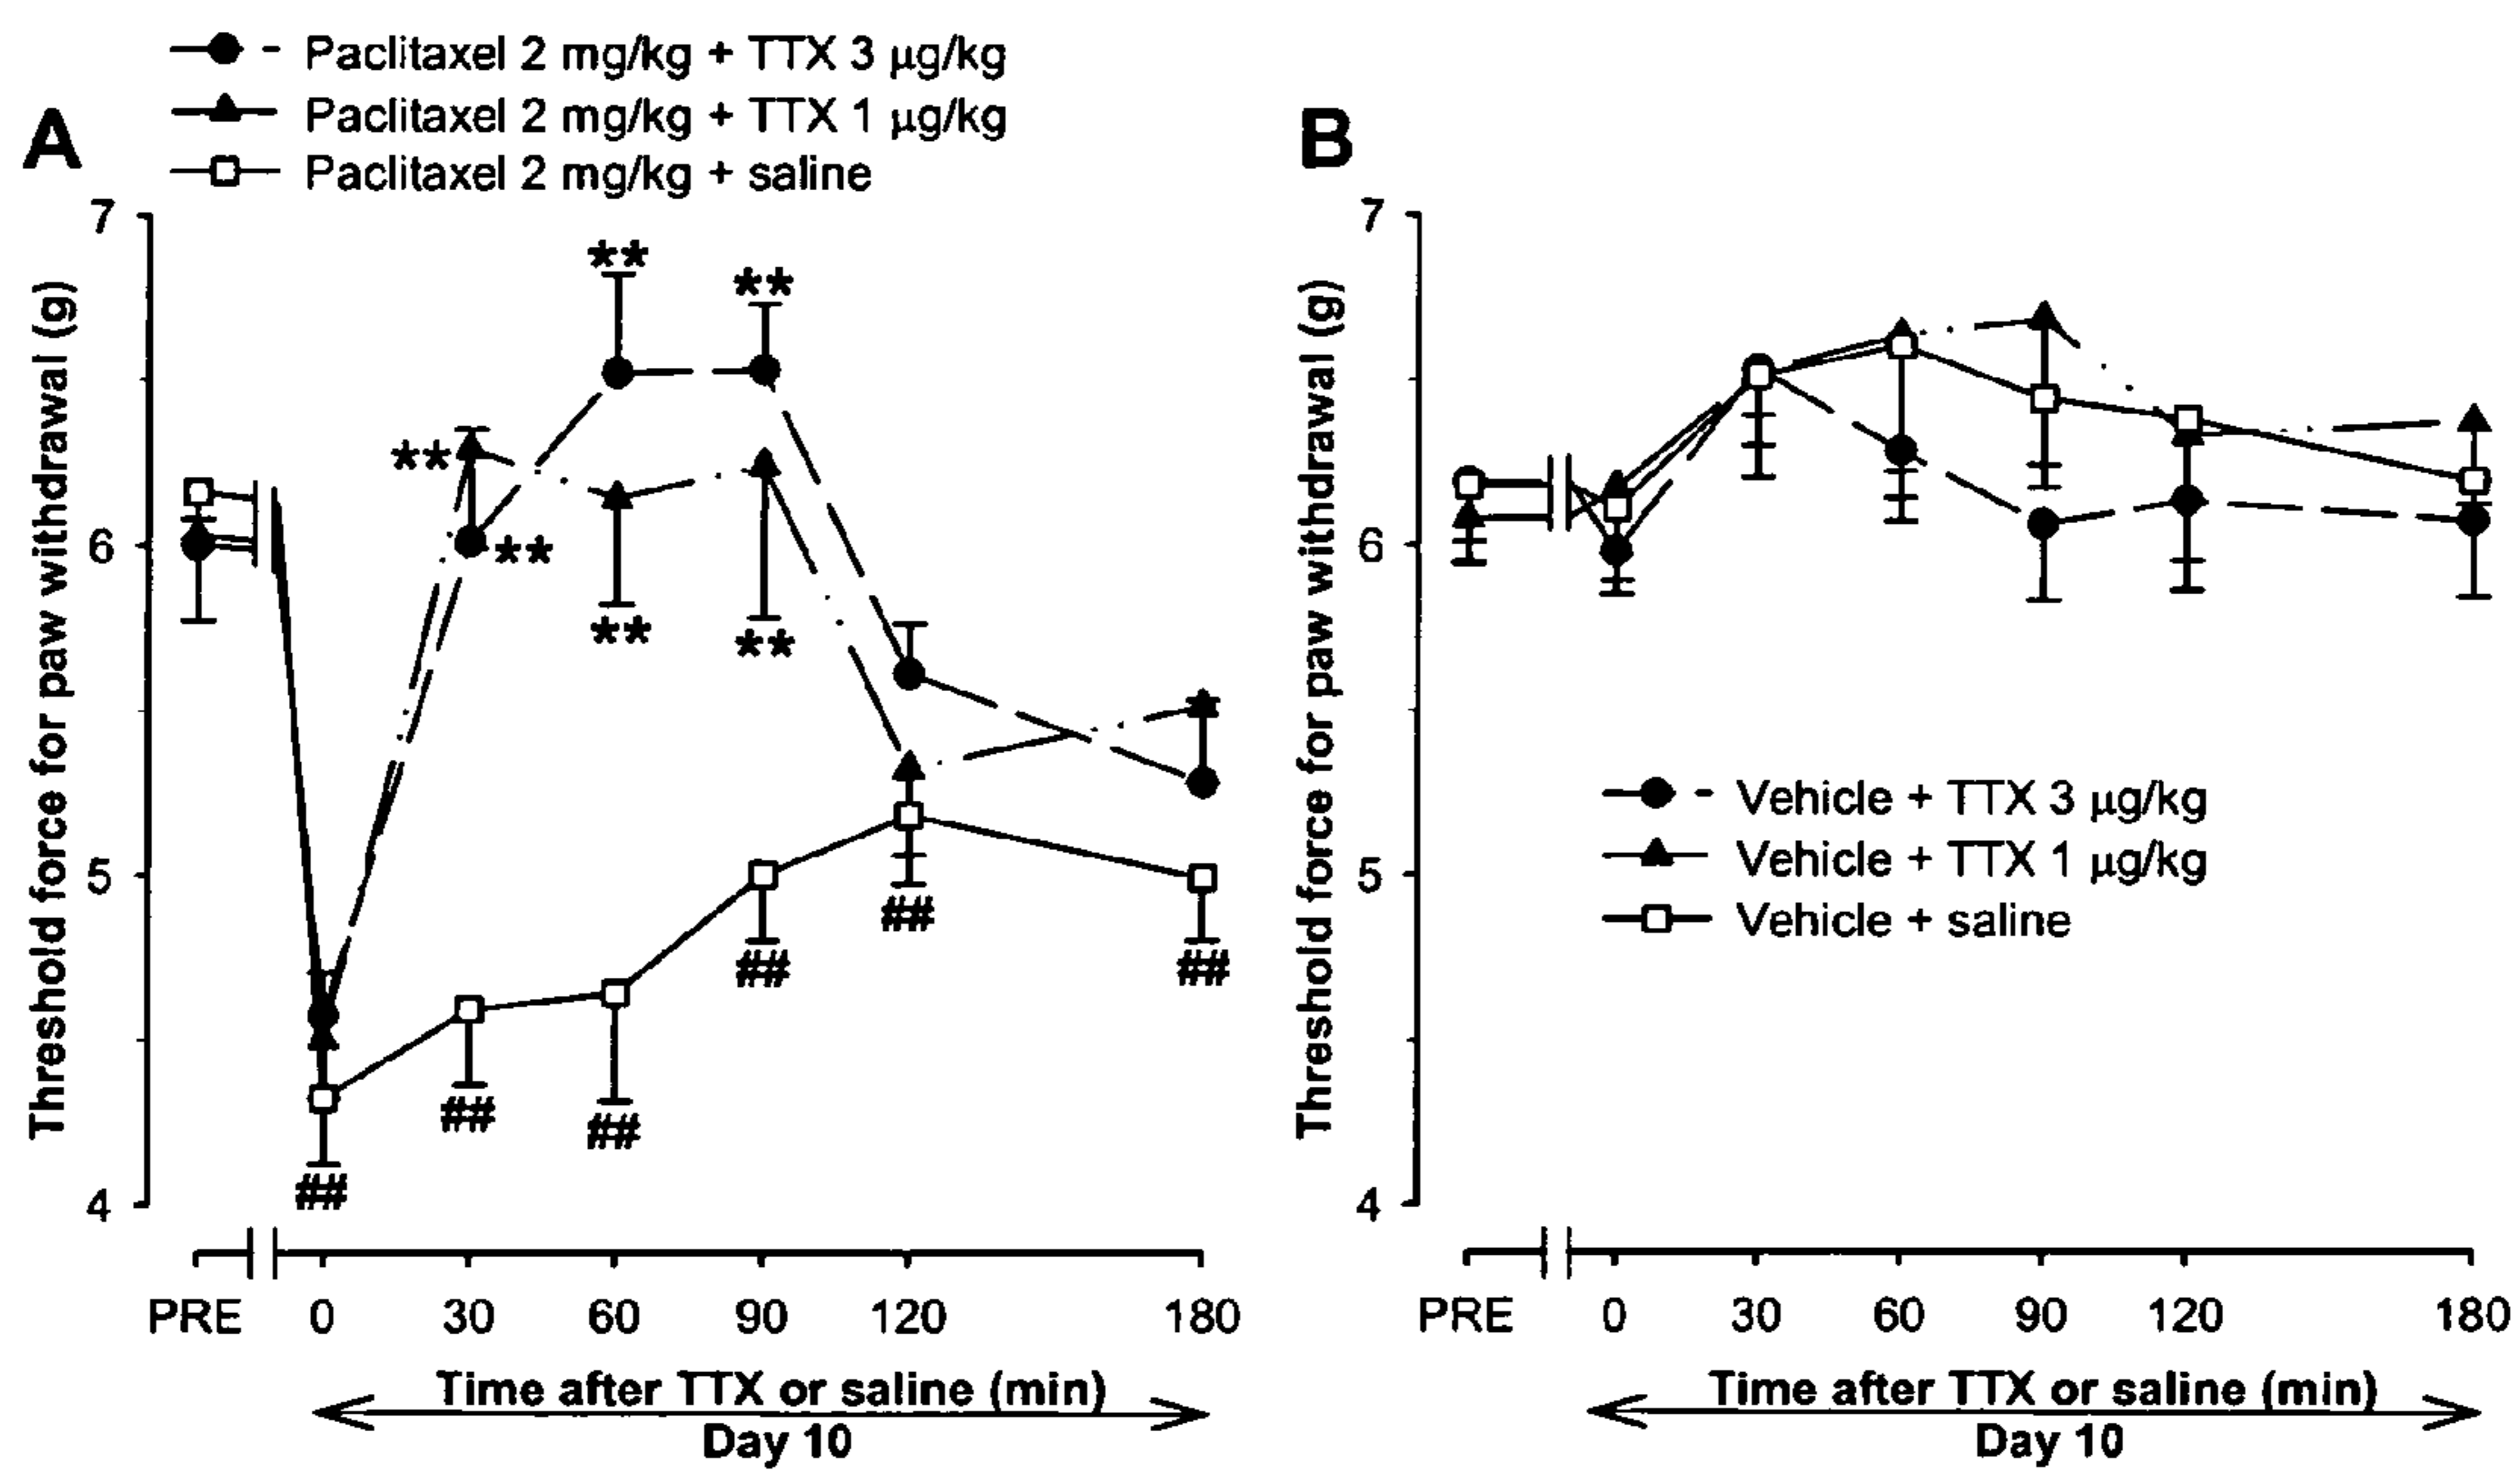 Paclitaxel 2 mg/kg + TTX 3 µg/kg
Paclitaxel 2 mg/kg + TTX 1 µg/kg
Paclitaxel 2 mg/kg + saline
A
Threshold force for paw withdrawal (g)
7
6
5
4
**
**
**
**
**
**
##
##
##
##
##
##
PRE 0 30 60 90 120 180
Time after TTX or saline (min)
Day 10
B
Threshold force for paw withdrawal (g)
7
6
5
4
Vehicle + TTX 3 µg/kg
Vehicle + TTX 1 µg/kg
Vehicle + saline
PRE 0 30 60 90 120 180
Time after TTX or saline (min)
Day 10